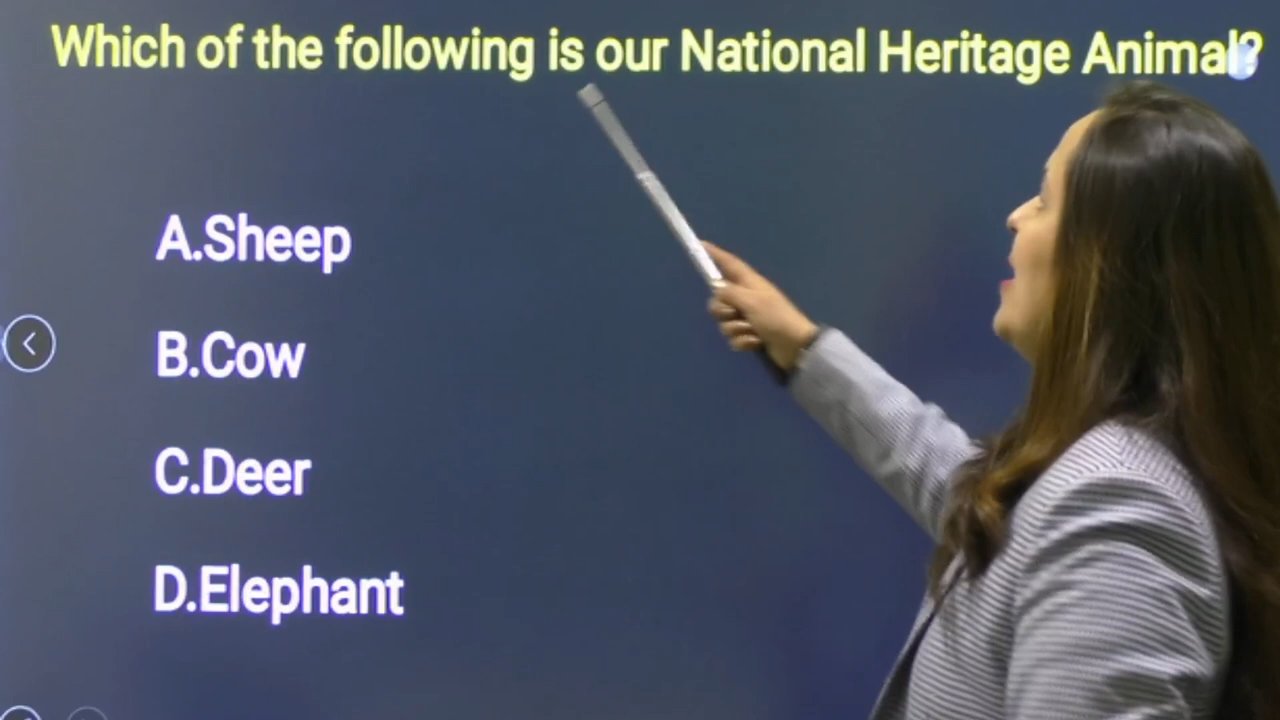 Which of the following is our National Heritage Animal?
A.Sheep
B.Cow
C.Deer
D.Elephant